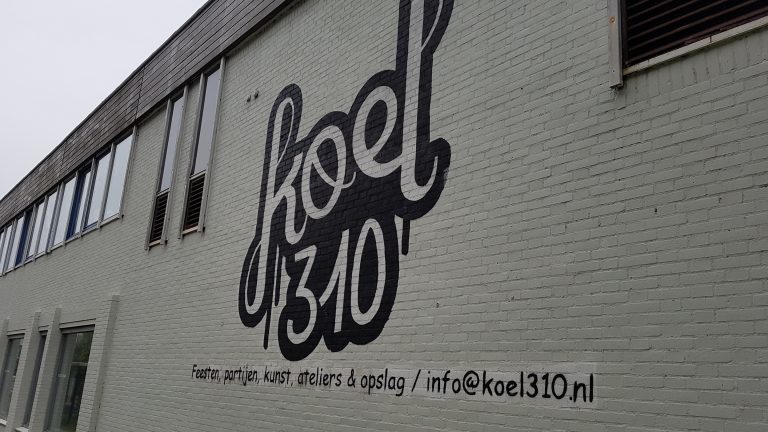 koel
310
Feesten, partijen, kunst, ateliers & opslag / info@koel310.nl